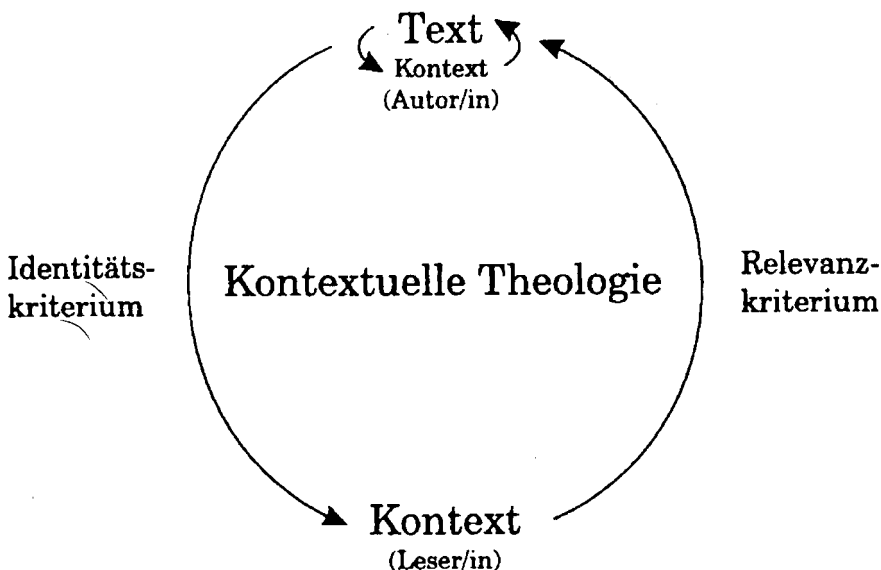 Text
Kontext
(Autor/in)
Identitäts-
kriterium
Kontextuelle Theologie
Relevanz-
kriterium
Kontext
(Leser/in)